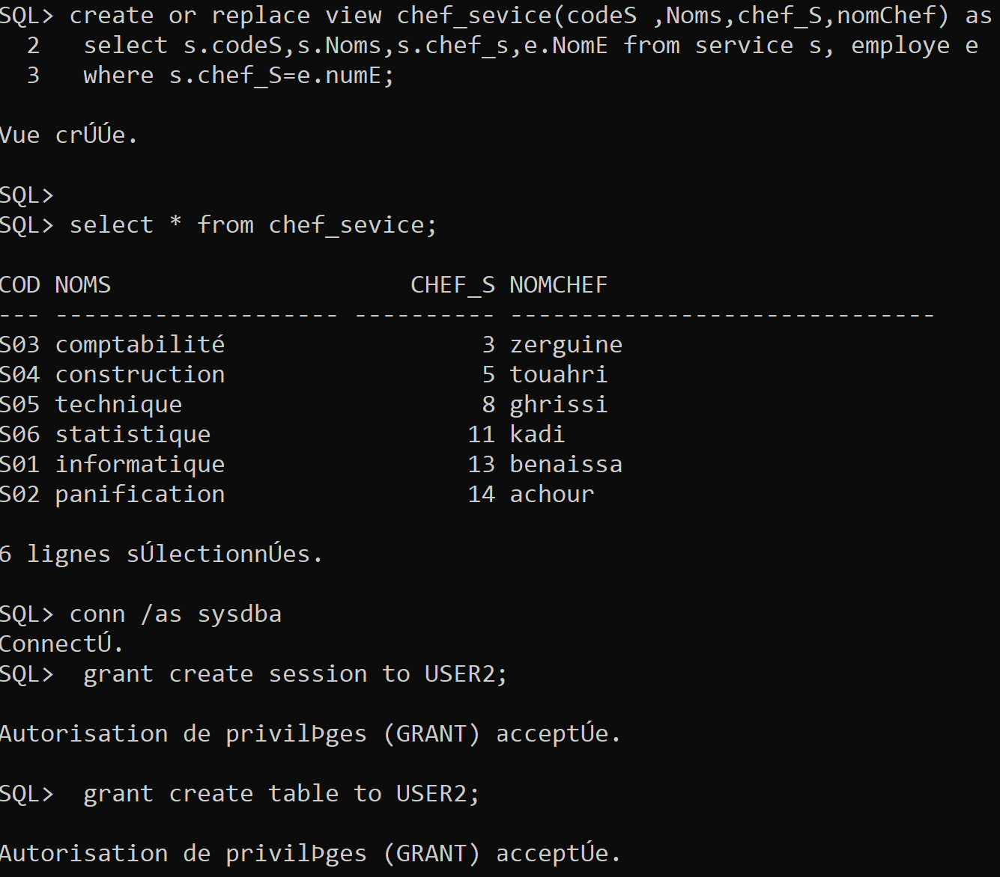 SQL> create or replace view chef_sevice(codeS ,Noms,chef_S,nomChef) as
  2   select s.codeS,s.Noms,s.chef_s,e.NomE from service s, employe e
  3   where s.chef_S=e.numE;
Vue crÚÚe.
SQL>
SQL> select * from chef_sevice;
COD NOMS                     CHEF_S NOMCHEF
--- -------------------- ---------- ------------------------------
S03 comptabilité                  3 zerguine
S04 construction                  5 touahri
S05 technique                     8 ghrissi
S06 statistique                  11 kadi
S01 informatique                 13 benaissa
S02 panification                 14 achour
6 lignes sÚlectionnÚes.
SQL> conn /as sysdba
ConnectÚ.
SQL>  grant create session to USER2;
Autorisation de privilÞges (GRANT) acceptÚe.
SQL>  grant create table to USER2;
Autorisation de privilÞges (GRANT) acceptÚe.